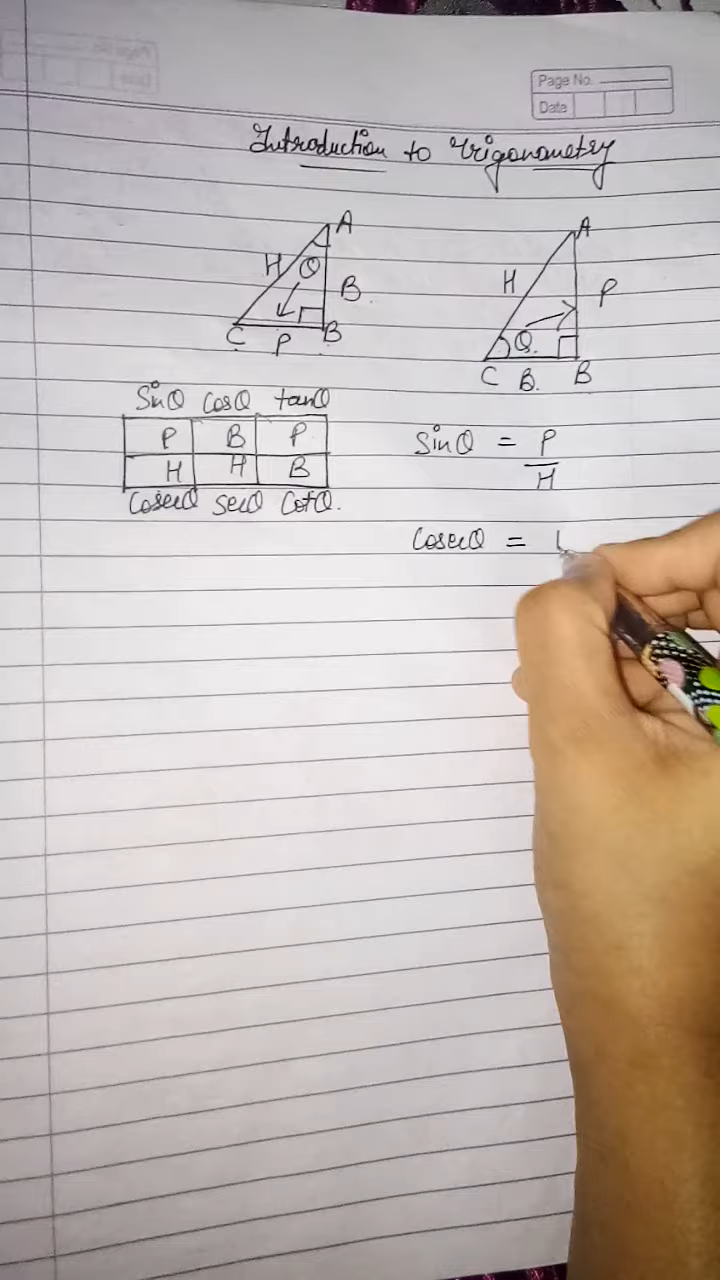 Page No.
Date
Introduction to Trigonometry
A
H θ B
C P B
A
H P
θ
C B. B
Sinθ Cosθ tanθ
P B P
H H B
Cosecθ secθ Cotθ.
Sinθ = P
H
Cosecθ =